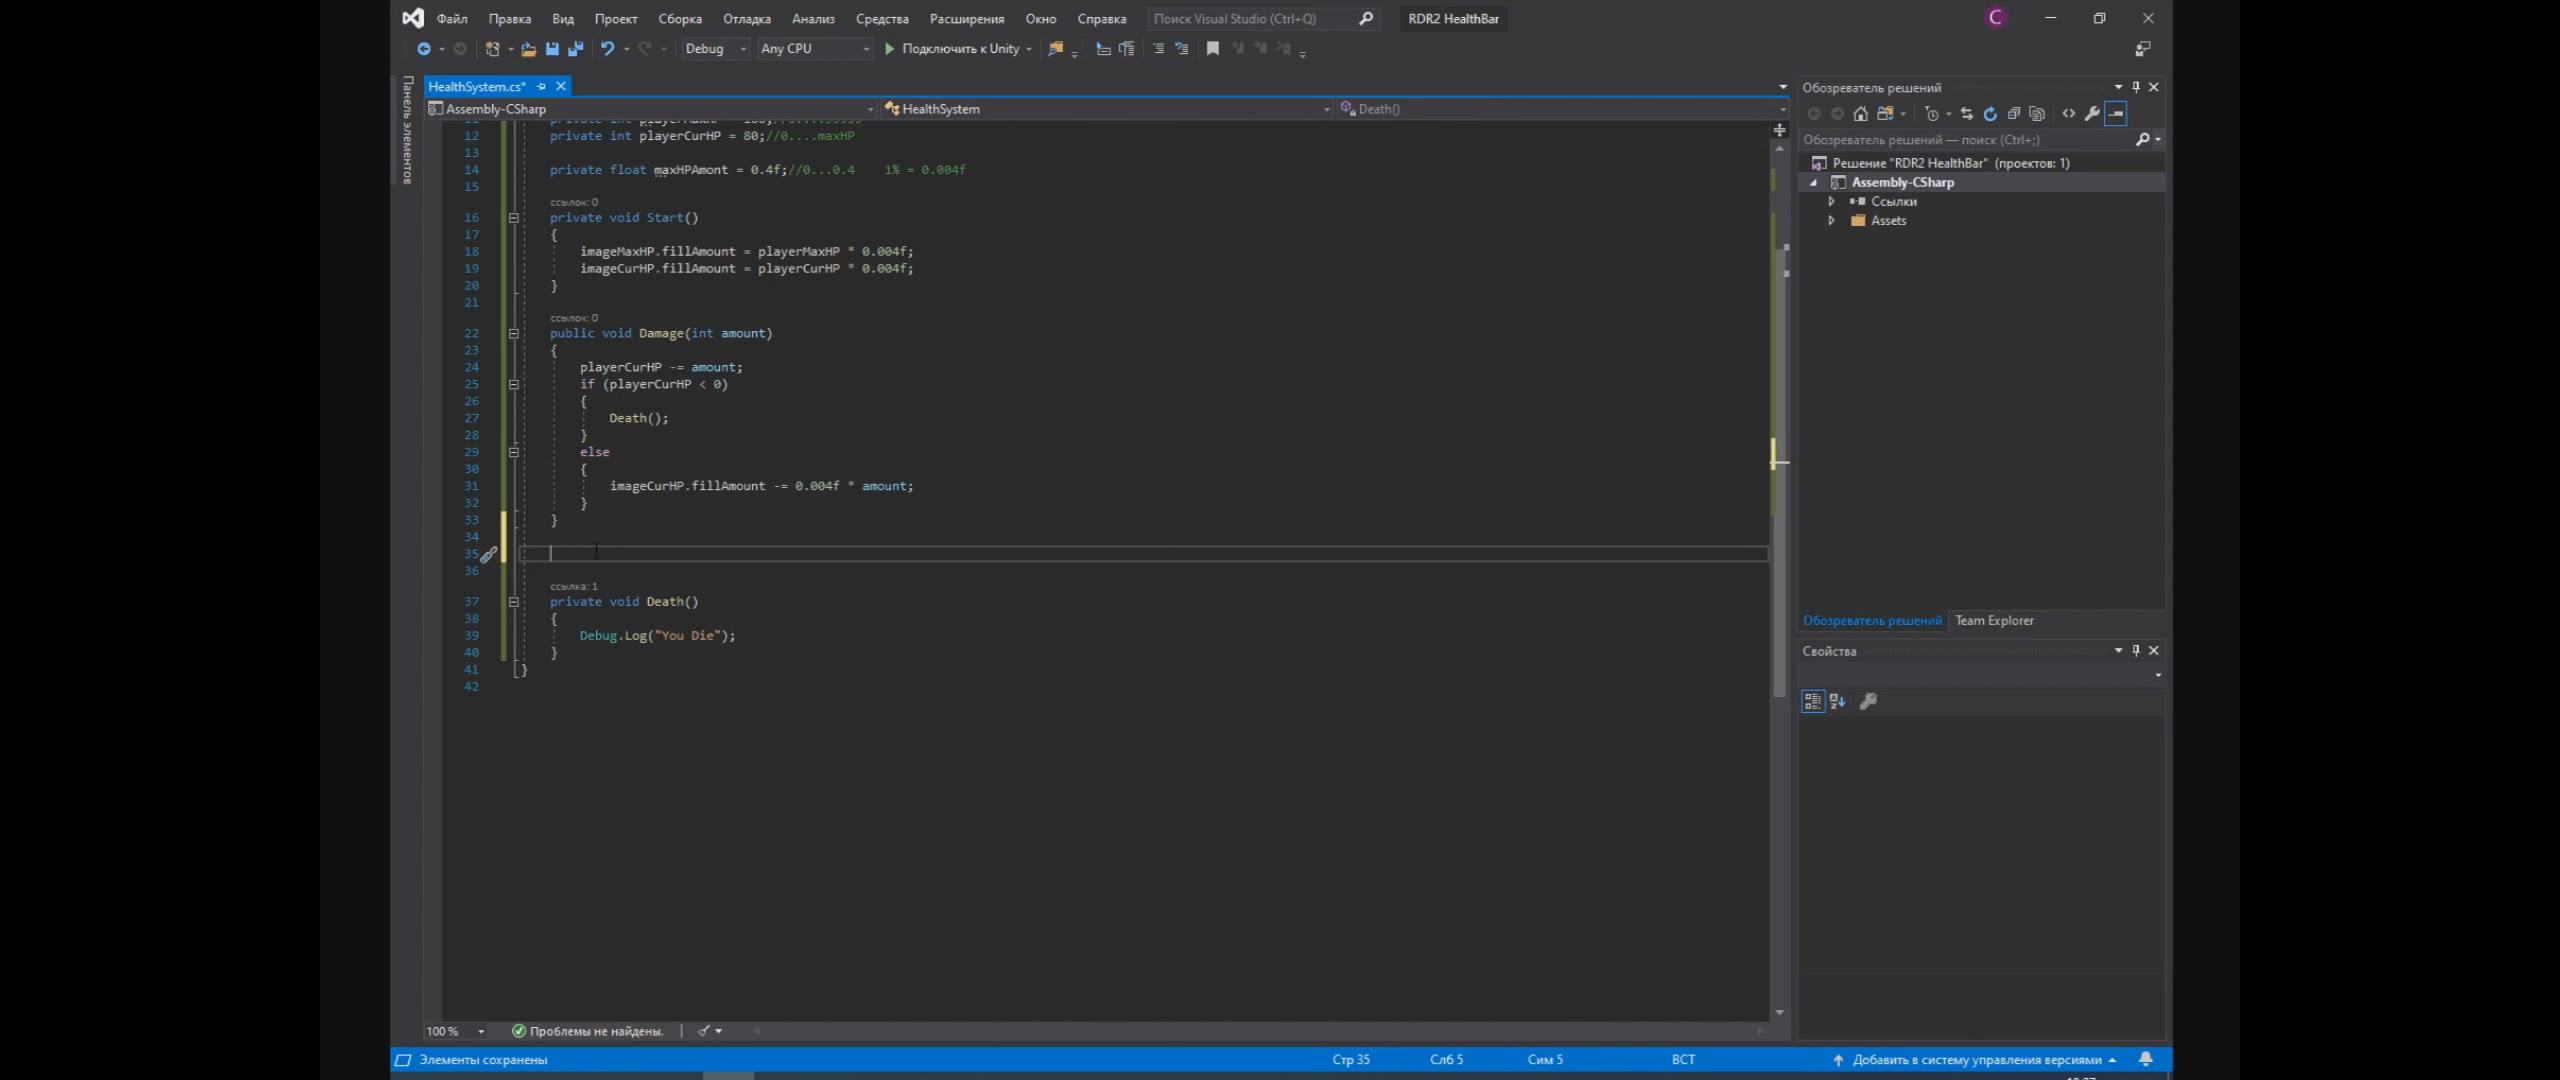 Файл Правка Вид Проект Сборка Отладка Анализ Средства Расширения Окно Справка Поиск Visual Studio (Ctrl+Q) RDR2 HealthBar C
Debug Any CPU Подключить к Unity
Панель элементов
HealthSystem.cs*
Assembly-CSharp HealthSystem Death()
12 private int playerCurHP = 80;//0....maxHP
13
14 private float maxHPAmont = 0.4f;//0...0.4 1% = 0.004f
15
ссылок: 0
16 private void Start()
17 {
18 imageMaxHP.fillAmount = playerMaxHP * 0.004f;
19 imageCurHP.fillAmount = playerCurHP * 0.004f;
20 }
21
ссылок: 0
22 public void Damage(int amount)
23 {
24 playerCurHP -= amount;
25 if (playerCurHP < 0)
26 {
27 Death();
28 }
29 else
30 {
31 imageCurHP.fillAmount -= 0.004f * amount;
32 }
33 }
34
35
36
ссылка: 1
37 private void Death()
38 {
39 Debug.Log("You Die");
40 }
41 }
42
100 % Проблемы не найдены.
Обозреватель решений
Обозреватель решений — поиск (Ctrl+;)
Решение "RDR2 HealthBar" (проектов: 1)
Assembly-CSharp
Ссылки
Assets
Обозреватель решений Team Explorer
Свойства
Элементы сохранены Стр 35 Слб 5 Сим 5 ВСТ Добавить в систему управления версиями